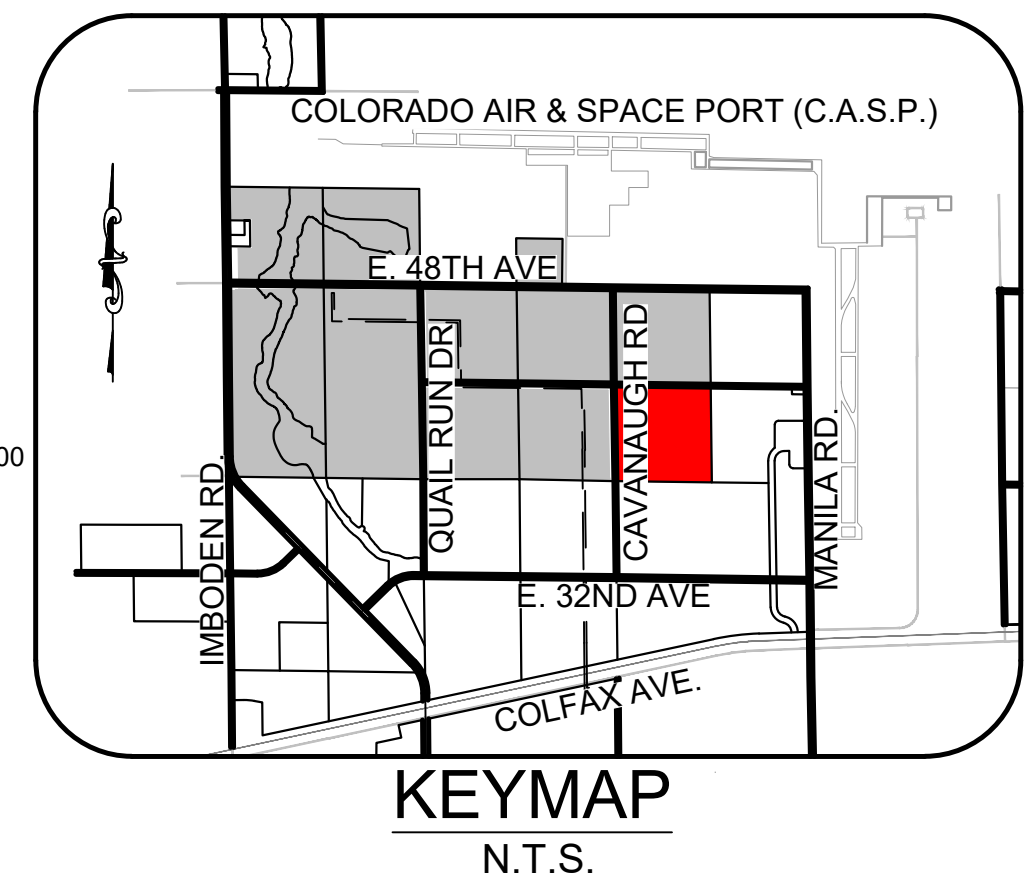 COLORADO AIR & SPACE PORT (C.A.S.P.)
E. 48TH AVE
QUAIL RUN DR
CAVANAUGH RD
00
IMBODEN RD.
MANILA RD.
E. 32ND AVE
COLFAX AVE.
KEYMAP
N.T.S.